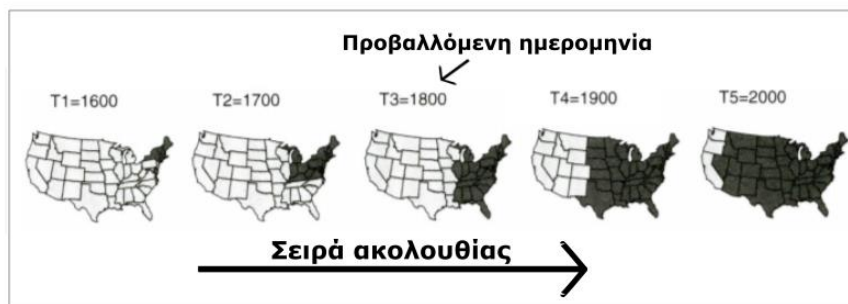 Προβαλλόμενη ημερομηνία
T1=1600
T2=1700
T3=1800
T4=1900
T5=2000
Σειρά ακολουθίας